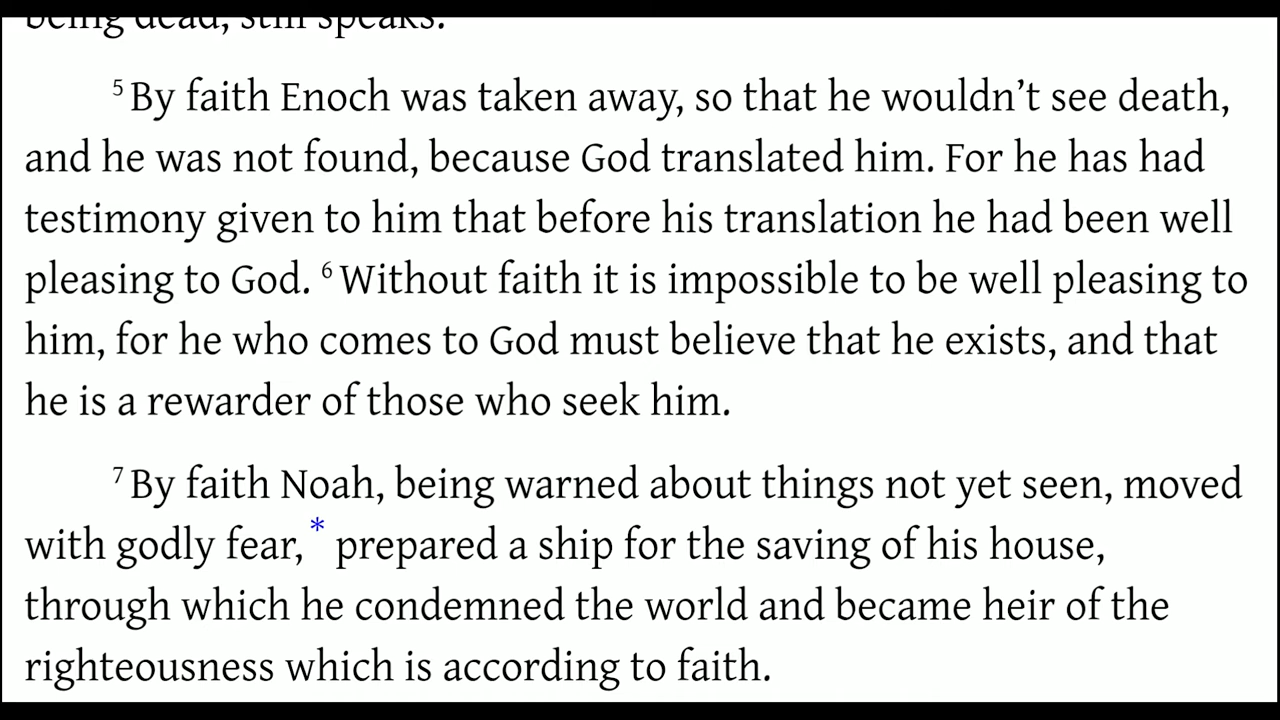 being dead, still speaks.
5 By faith Enoch was taken away, so that he wouldn’t see death,
and he was not found, because God translated him. For he has had
testimony given to him that before his translation he had been well
pleasing to God. 6 Without faith it is impossible to be well pleasing to
him, for he who comes to God must believe that he exists, and that
he is a rewarder of those who seek him.
7 By faith Noah, being warned about things not yet seen, moved
with godly fear,* prepared a ship for the saving of his house,
through which he condemned the world and became heir of the
righteousness which is according to faith.